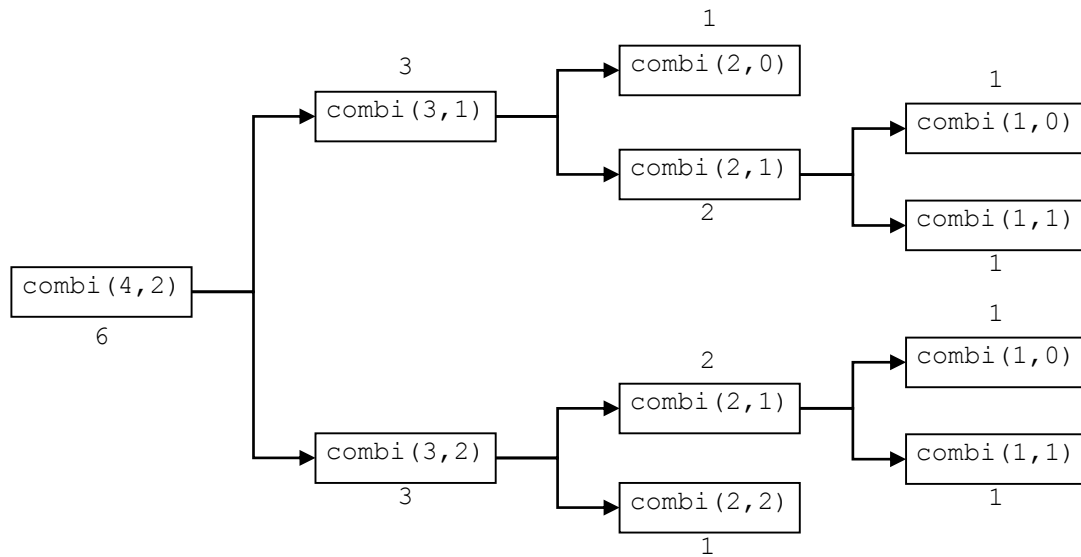 1
combi(2,0)
3
combi(3,1)
1
combi(1,0)
combi(2,1)
2
combi(1,1)
1
combi(4,2)
6
1
combi(1,0)
2
combi(2,1)
combi(3,2)
3
combi(1,1)
1
combi(2,2)
1